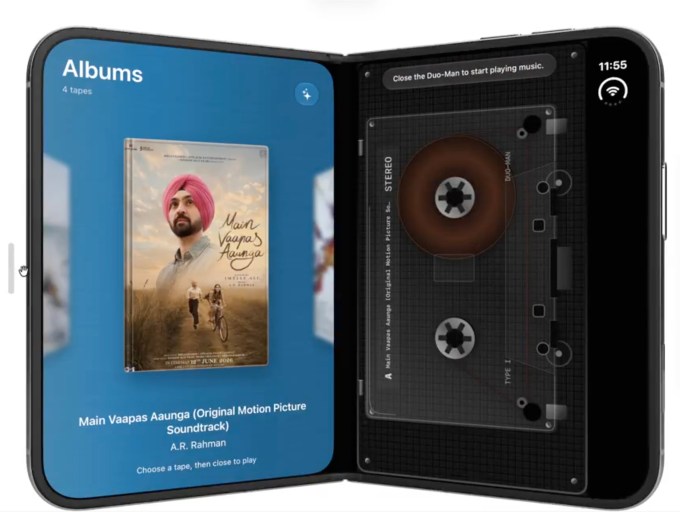 Albums
4 tapes
Main
Vaapas
Aaunga
Main Vaapas Aaunga (Original Motion Picture
Soundtrack)
A.R. Rahman
Choose a tape, then close to play
Close the Duo-Man to start playing music.
11:55
STEREO
DUO-MAN
A Main Vaapas Aaunga (Original Motion Picture So…
TYPE I